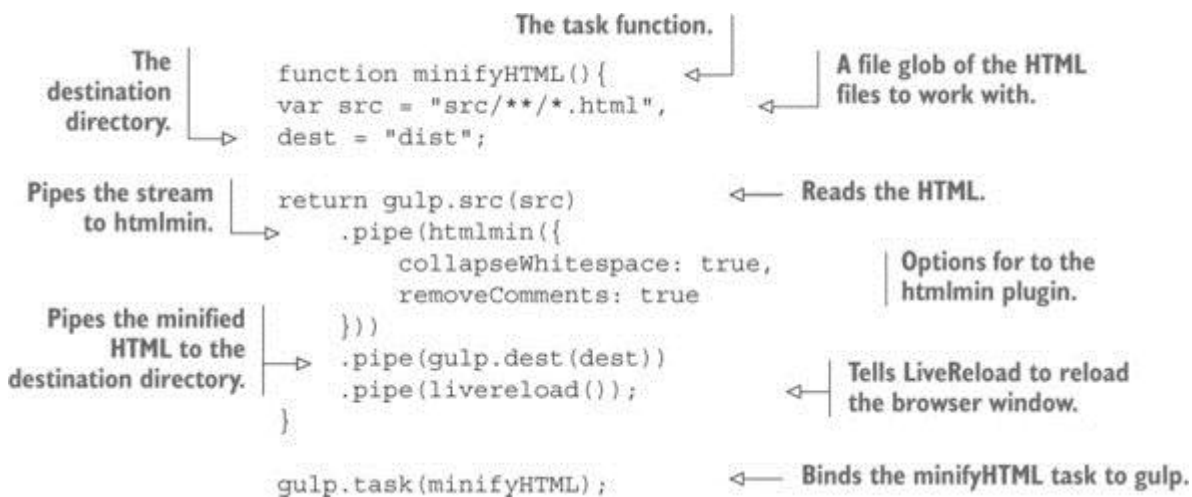 The task function.
The
destination
directory.
function minifyHTML(){
A file glob of the HTML
files to work with.
var src = "src/**/*.html",
dest = "dist";
Pipes the stream
to htmlmin.
return gulp.src(src)
Reads the HTML.
.pipe(htmlmin({
collapseWhitespace: true,
removeComments: true
Options for to the
htmlmin plugin.
}))
Pipes the minified
HTML to the
destination directory.
.pipe(gulp.dest(dest))
.pipe(livereload());
Tells LiveReload to reload
the browser window.
}
gulp.task(minifyHTML);
Binds the minifyHTML task to gulp.